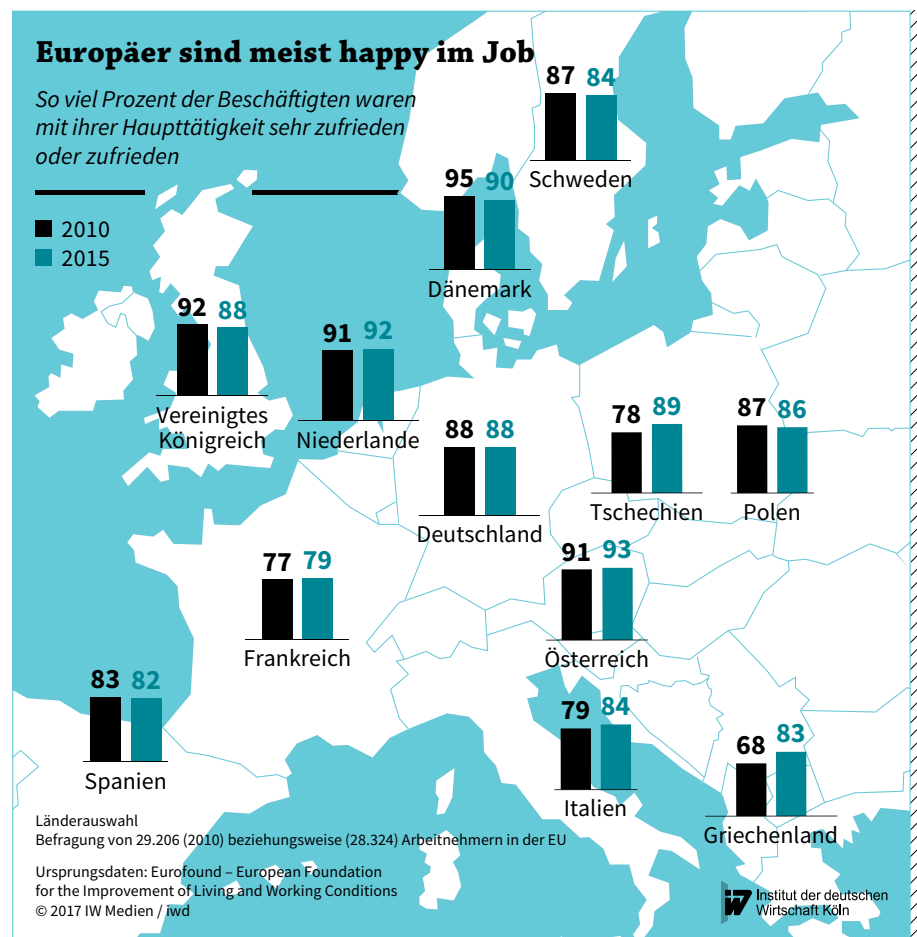 Europäer sind meist happy im Job
So viel Prozent der Beschäftigten waren
mit ihrer Haupttätigkeit sehr zufrieden
oder zufrieden
2010
2015
87 84
Schweden
95 90
Dänemark
92 88
Vereinigtes
Königreich
91 92
Niederlande
88 88
Deutschland
78 89
Tschechien
87 86
Polen
77 79
Frankreich
91 93
Österreich
83 82
Spanien
79 84
Italien
68 83
Griechenland
Länderauswahl
Befragung von 29.206 (2010) beziehungsweise (28.324) Arbeitnehmern in der EU
Ursprungsdaten: Eurofound – European Foundation
for the Improvement of Living and Working Conditions
© 2017 IW Medien / iwd
iw Institut der deutschen
Wirtschaft Köln